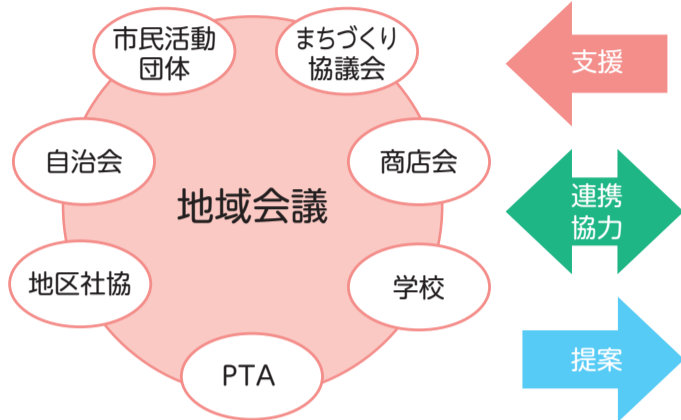 市民活動
団体
まちづくり
協議会
支援
自治会
商店会
地域会議
連携
協力
地区社協
学校
PTA
提案